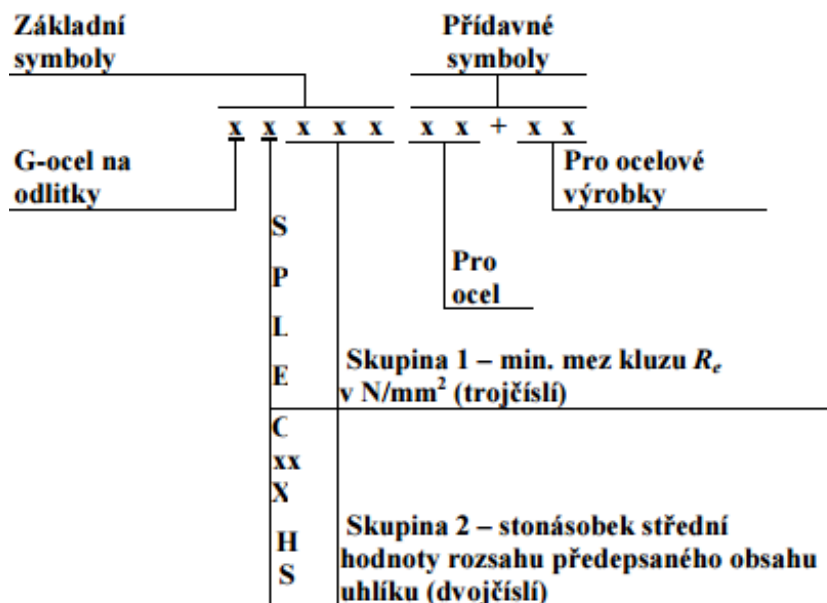 Základní
symboly
Přídavné
symboly
x x x x x x x + x x
G-ocel na
odlitky
Pro ocelové
výrobky
S
P
L
E
Pro
ocel
Skupina 1 – min. mez kluzu Re
v N/mm² (trojčíslí)
C
xx
X
H
S
Skupina 2 – stonásobek střední
hodnoty rozsahu předepsaného obsahu
uhlíku (dvojčíslí)